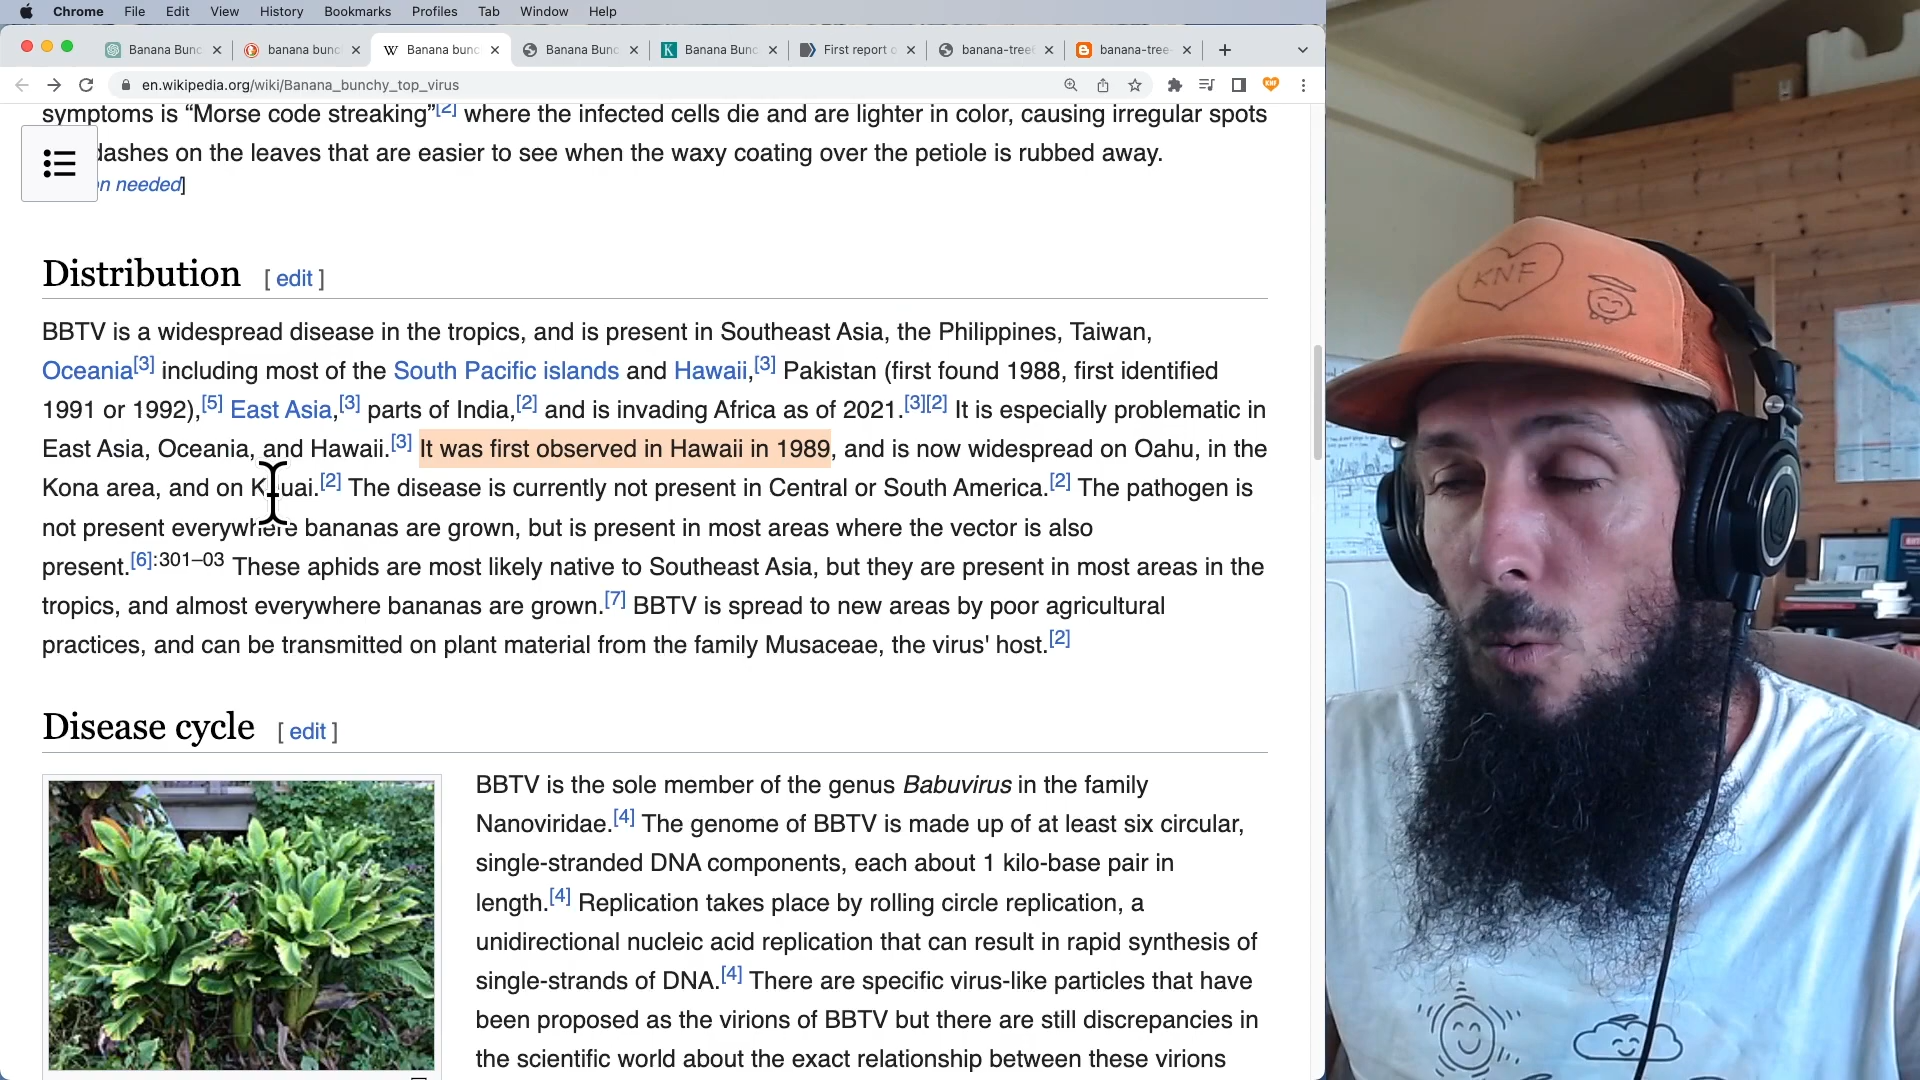 Chrome File Edit View History Bookmarks Profiles Tab Window Help
Banana Bunc banana bunc Banana bunc Banana Bunc Banana Bunc First report o banana-tree banana-tree-
en.wikipedia.org/wiki/Banana_bunchy_top_virus
symptoms is “Morse code streaking”[2] where the infected cells die and are lighter in color, causing irregular spots
dashes on the leaves that are easier to see when the waxy coating over the petiole is rubbed away.
n needed]
Distribution [ edit ]
BBTV is a widespread disease in the tropics, and is present in Southeast Asia, the Philippines, Taiwan,
Oceania[3] including most of the South Pacific islands and Hawaii,[3] Pakistan (first found 1988, first identified
1991 or 1992),[5] East Asia,[3] parts of India,[2] and is invading Africa as of 2021.[3][2] It is especially problematic in
East Asia, Oceania, and Hawaii.[3] It was first observed in Hawaii in 1989, and is now widespread on Oahu, in the
Kona area, and on Kauai.[2] The disease is currently not present in Central or South America.[2] The pathogen is
not present everywhere bananas are grown, but is present in most areas where the vector is also
present.[6]:301–03 These aphids are most likely native to Southeast Asia, but they are present in most areas in the
tropics, and almost everywhere bananas are grown.[7] BBTV is spread to new areas by poor agricultural
practices, and can be transmitted on plant material from the family Musaceae, the virus' host.[2]
Disease cycle [ edit ]
BBTV is the sole member of the genus Babuvirus in the family
Nanoviridae.[4] The genome of BBTV is made up of at least six circular,
single-stranded DNA components, each about 1 kilo-base pair in
length.[4] Replication takes place by rolling circle replication, a
unidirectional nucleic acid replication that can result in rapid synthesis of
single-strands of DNA.[4] There are specific virus-like particles that have
been proposed as the virions of BBTV but there are still discrepancies in
the scientific world about the exact relationship between these virions
KNF